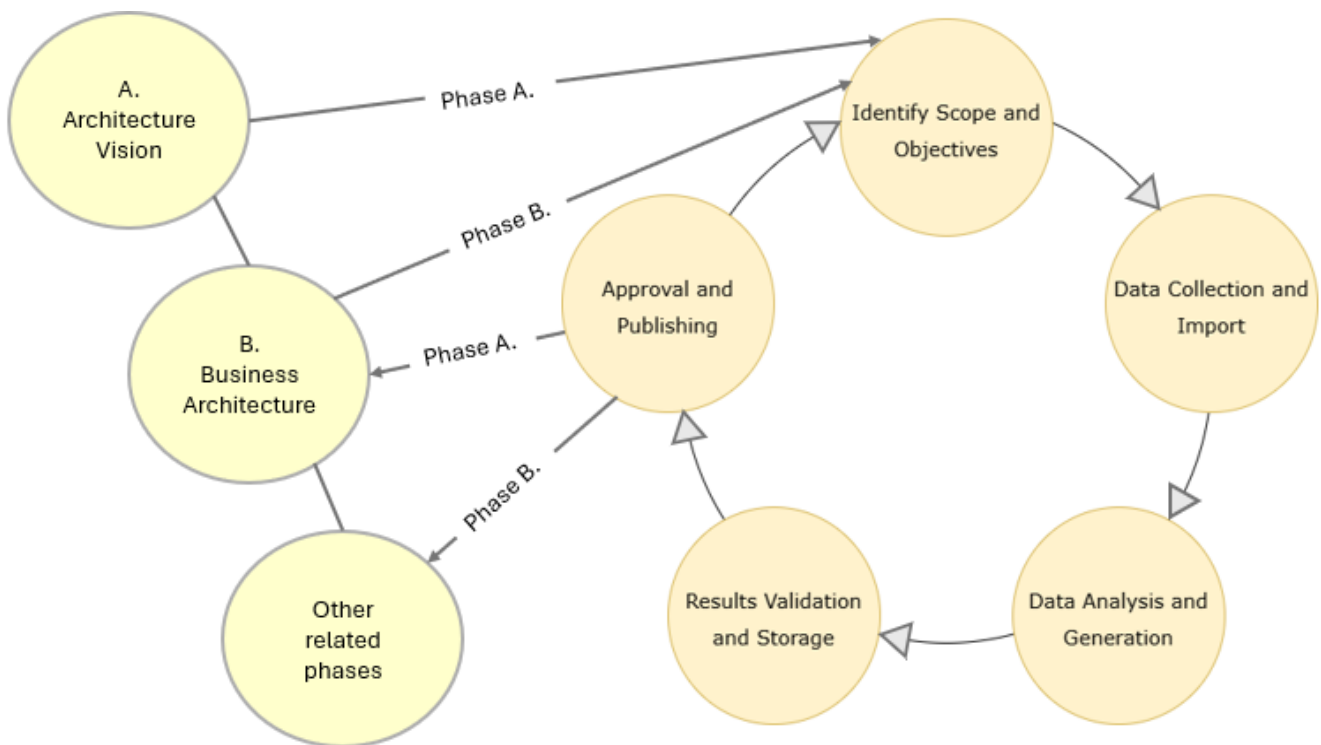 A.
Architecture
Vision
Phase A.
Identify Scope and
Objectives
Phase B.
Approval and
Publishing
Data Collection and
Import
B.
Business
Architecture
Phase A.
Phase B.
Other
related
phases
Results Validation
and Storage
Data Analysis and
Generation